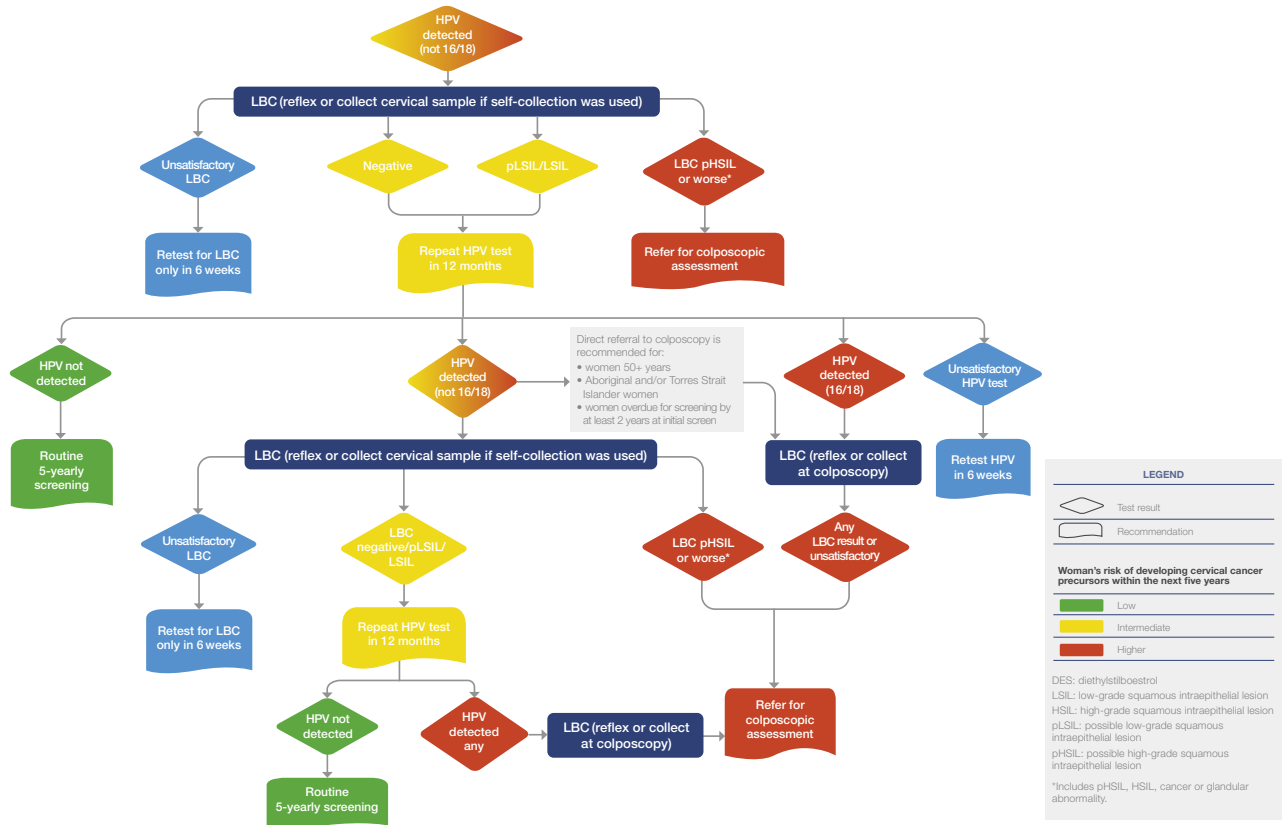 HPV
detected
(not 16/18)
LBC (reflex or collect cervical sample if self-collection was used)
Unsatisfactory
LBC
Negative
pLSIL/LSIL
LBC pHSIL
or worse*
Retest for LBC
only in 6 weeks
Repeat HPV test
in 12 months
Refer for colposcopic
assessment
HPV not
detected
HPV
detected
(not 16/18)
Direct referral to colposcopy is
recommended for:
• women 50+ years
• Aboriginal and/or Torres Strait
Islander women
• women overdue for screening by
at least 2 years at initial screen
HPV
detected
(16/18)
Unsatisfactory
HPV test
Routine
5-yearly
screening
LBC (reflex or collect cervical sample if self-collection was used)
LBC (reflex or collect
at colposcopy)
Retest HPV
in 6 weeks
Unsatisfactory
LBC
LBC
negative/pLSIL/
LSIL
LBC pHSIL
or worse*
Any
LBC result or
unsatisfactory
Retest for LBC
only in 6 weeks
Repeat HPV test
in 12 months
HPV not
detected
HPV
detected
any
LBC (reflex or collect
at colposcopy)
Refer for
colposcopic
assessment
Routine
5-yearly screening
LEGEND
Test result
Recommendation
Woman's risk of developing cervical cancer
precursors within the next five years
Low
Intermediate
Higher
DES: diethylstilboestrol
LSIL: low-grade squamous intraepithelial lesion
HSIL: high-grade squamous intraepithelial lesion
pLSIL: possible low-grade squamous
intraepithelial lesion
pHSIL: possible high-grade squamous
intraepithelial lesion
*Includes pHSIL, HSIL, cancer or glandular
abnormality.